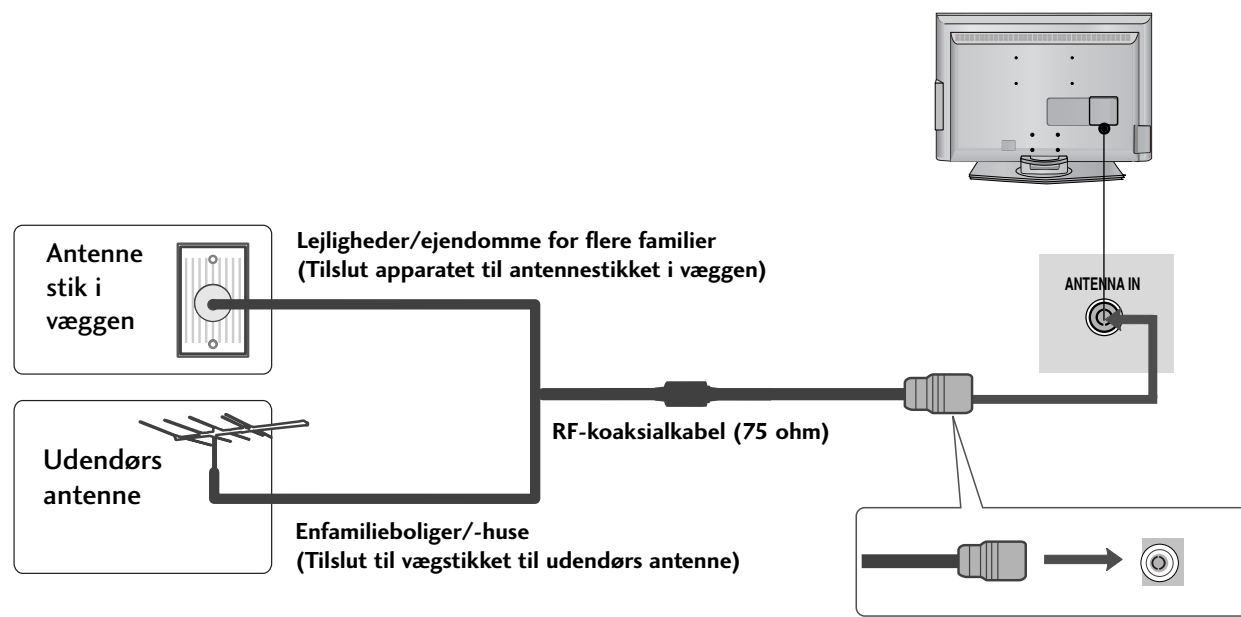 Antenne
stik i
væggen
Lejligheder/ejendomme for flere familier
(Tilslut apparatet til antennestikket i væggen)
ANTENNA IN
RF-koaksialkabel (75 ohm)
Udendørs
antenne
Enfamilieboliger/-huse
(Tilslut til vægstikket til udendørs antenne)